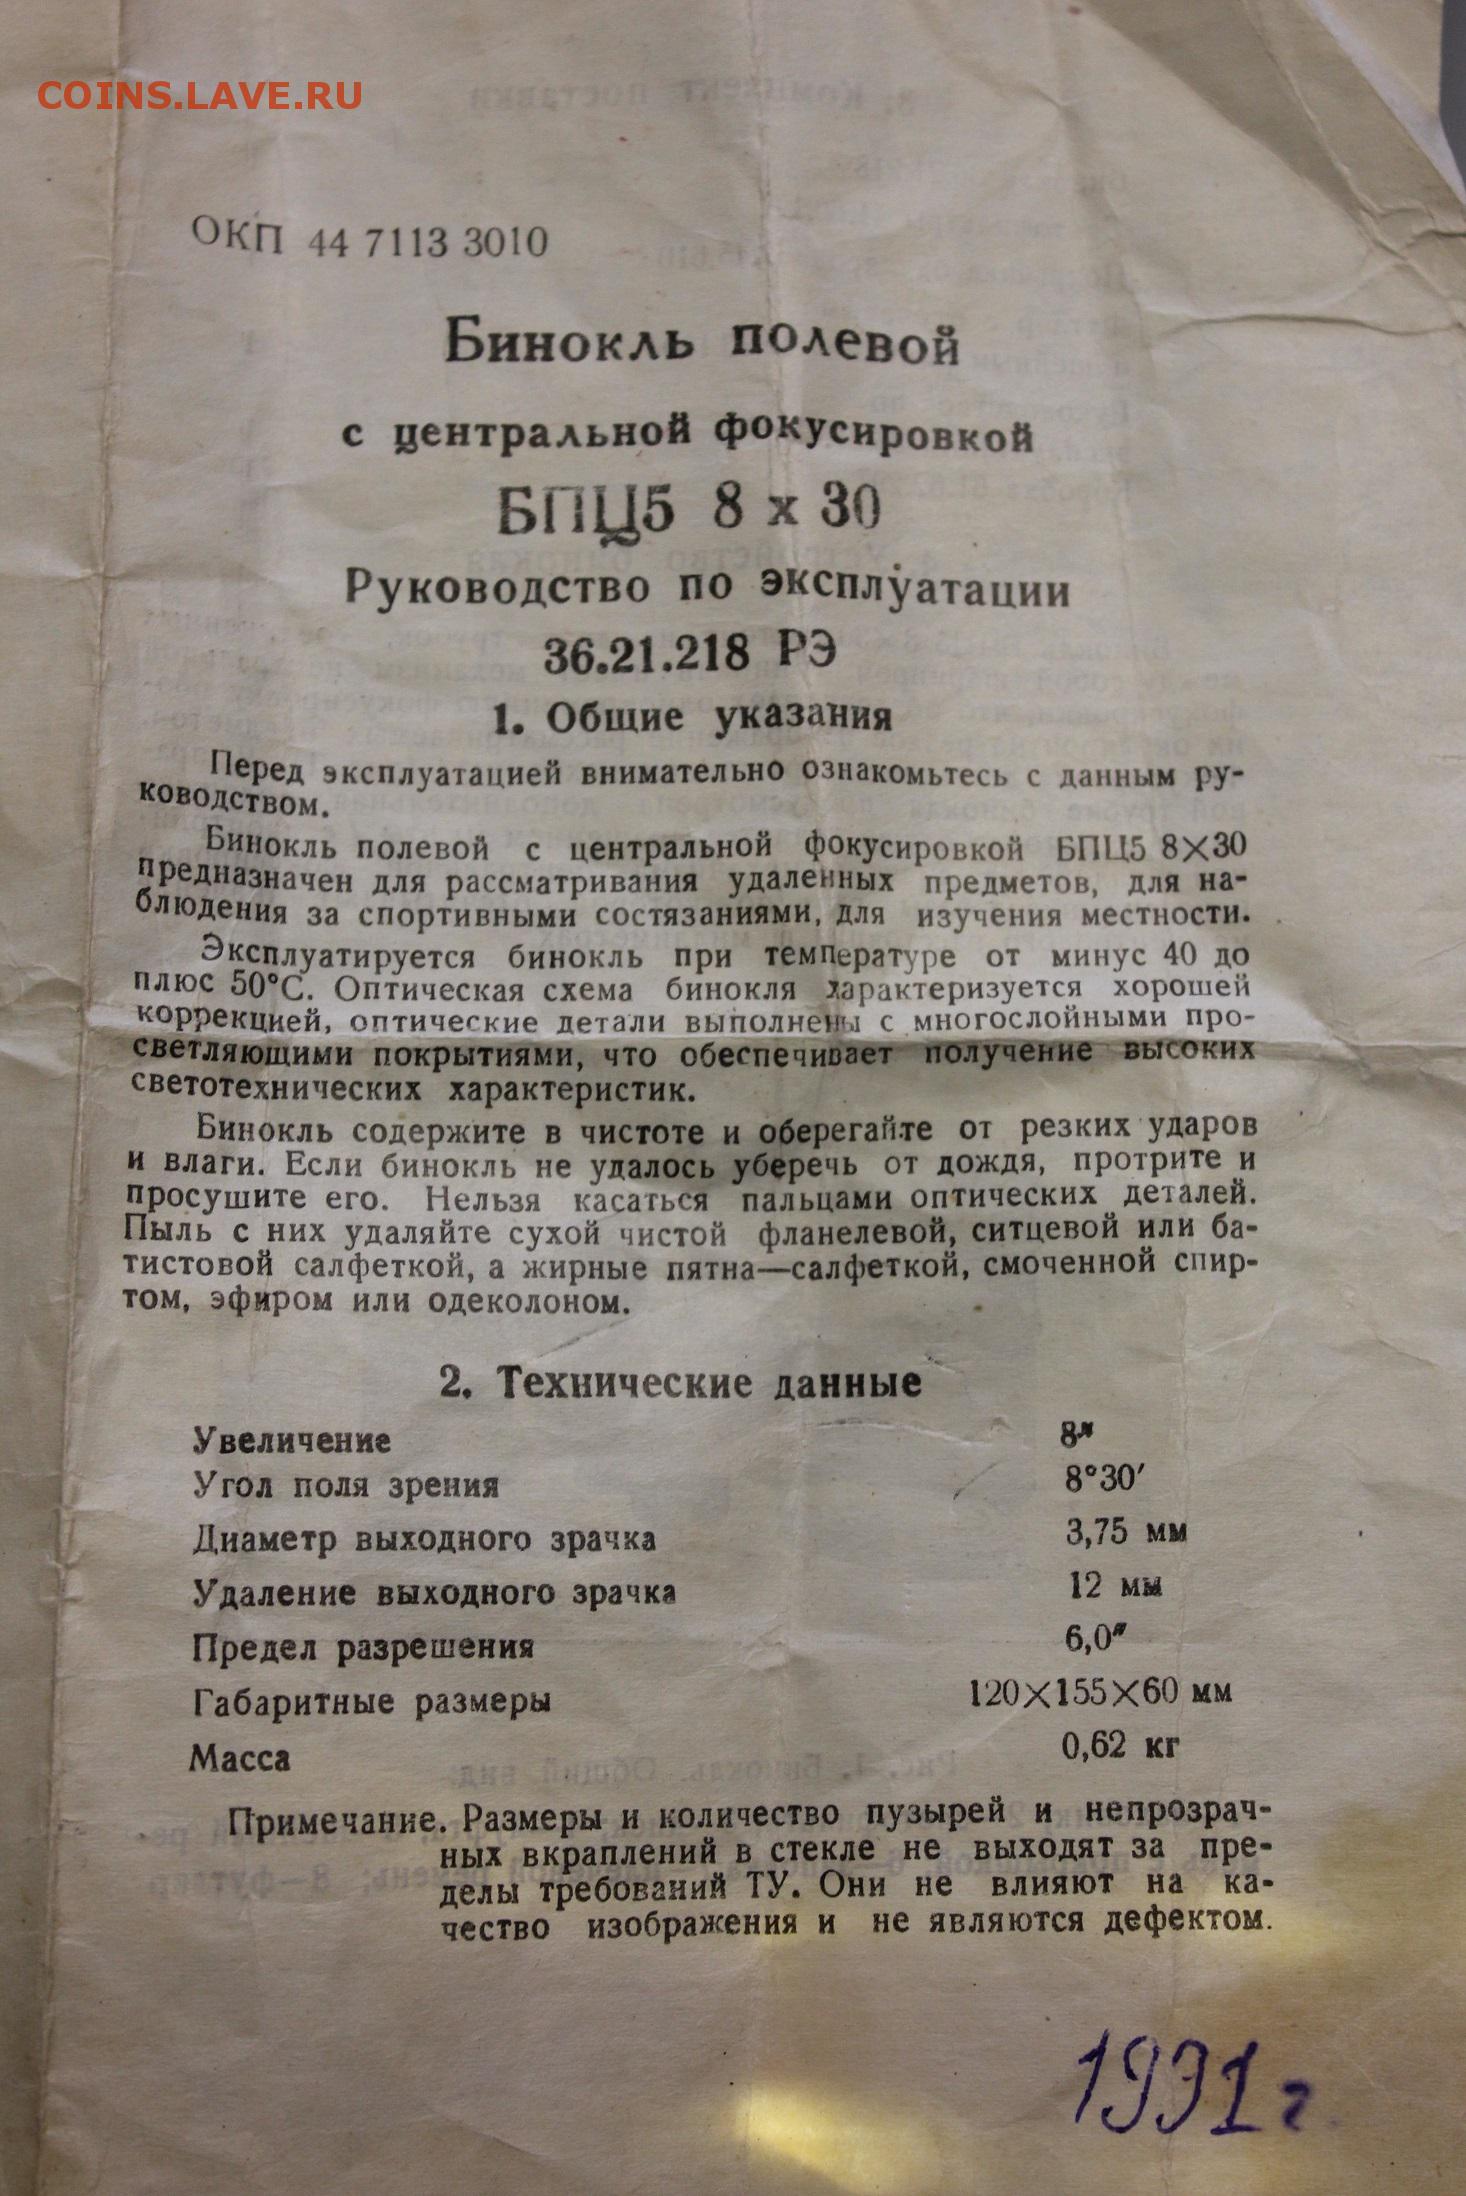 COINS.LAVE.RU
ОКП 44 7113 3010
Бинокль полевой
с центральной фокусировкой
БПЦ5 8 х 30
Руководство по эксплуатации
36.21.218 РЭ
1. Общие указания
Перед эксплуатацией внимательно ознакомьтесь с данным ру-
ководством.
Бинокль полевой с центральной фокусировкой БПЦ5 8×30
предназначен для рассматривания удаленных предметов, для на-
блюдения за спортивными состязаниями, для изучения местности.
Эксплуатируется бинокль при температуре от минус 40 до
плюс 50°С. Оптическая схема бинокля характеризуется хорошей
коррекцией, оптические детали выполнены с многослойными про-
светляющими покрытиями, что обеспечивает получение высоких
светотехнических характеристик.
Бинокль содержите в чистоте и оберегайте от резких ударов
и влаги. Если бинокль не удалось уберечь от дождя, протрите и
просушите его. Нельзя касаться пальцами оптических деталей.
Пыль с них удаляйте сухой чистой фланелевой, ситцевой или ба-
тистовой салфеткой, а жирные пятна—салфеткой, смоченной спир-
том, эфиром или одеколоном.
2. Технические данные
Увеличение 8х
Угол поля зрения 8°30′
Диаметр выходного зрачка 3,75 мм
Удаление выходного зрачка 12 мм
Предел разрешения 6,0″
Габаритные размеры 120×155×60 мм
Масса 0,62 кг
Примечание. Размеры и количество пузырей и непрозрач-
ных вкраплений в стекле не выходят за пре-
делы требований ТУ. Они не влияют на ка-
чество изображения и не являются дефектом.
1991 г